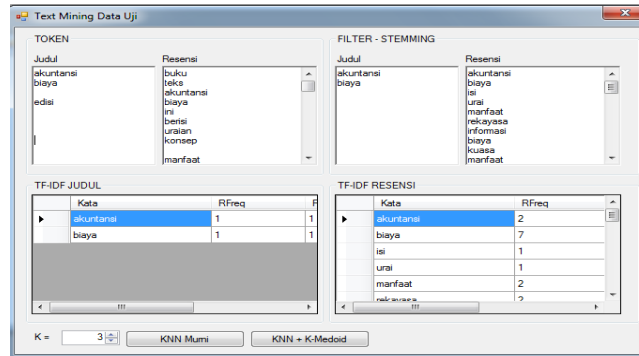 Text Mining Data Uji
TOKEN
Judul
akuntansi
biaya
edisi
Resensi
buku
teks
akuntansi
biaya
ini
berisi
uraian
konsep
manfaat
FILTER - STEMMING
Judul
akuntansi
biaya
Resensi
akuntansi
biaya
isi
urai
manfaat
rekayasa
informasi
biaya
kuasa
manfaat
TF-IDF JUDUL
Kata RFreq F
akuntansi 1 1
biaya 1 1
TF-IDF RESENSI
Kata RFreq
akuntansi 2
biaya 7
isi 1
urai 1
manfaat 2
rekayasa 2
K = 3 KNN Murni KNN + K-Medoid